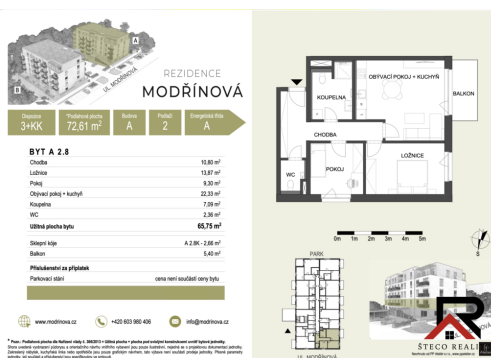 A
B
UL. MODŘÍNOVÁ
REZIDENCE
MODŘÍNOVÁ
Dispozice
3+KK
*Podlahová plocha
72,61 m²
Budova
A
Podlaží
2
Energetická třída
A
BYT A 2.8
Chodba 10,80 m²
Ložnice 13,87 m²
Pokoj 9,30 m²
Obývací pokoj + kuchyň 22,33 m²
Koupelna 7,09 m²
WC 2,36 m²
Užitná plocha bytu 65,75 m²
Sklepní kóje A 2.8K - 2,66 m²
Balkon 5,40 m²
Příslušenství za příplatek
Parkovací stání cena není součástí ceny bytu
www.modrinova.cz
+420 603 980 406
info@modrinova.cz
OBÝVACÍ POKOJ + KUCHYŇ
KOUPELNA
BALKON
CHODBA
LOŽNICE
POKOJ
WC
0m 1m 2m 3m 4m 5m
S
PARK
UL. MODŘÍNOVÁ
ŠTECO REALI